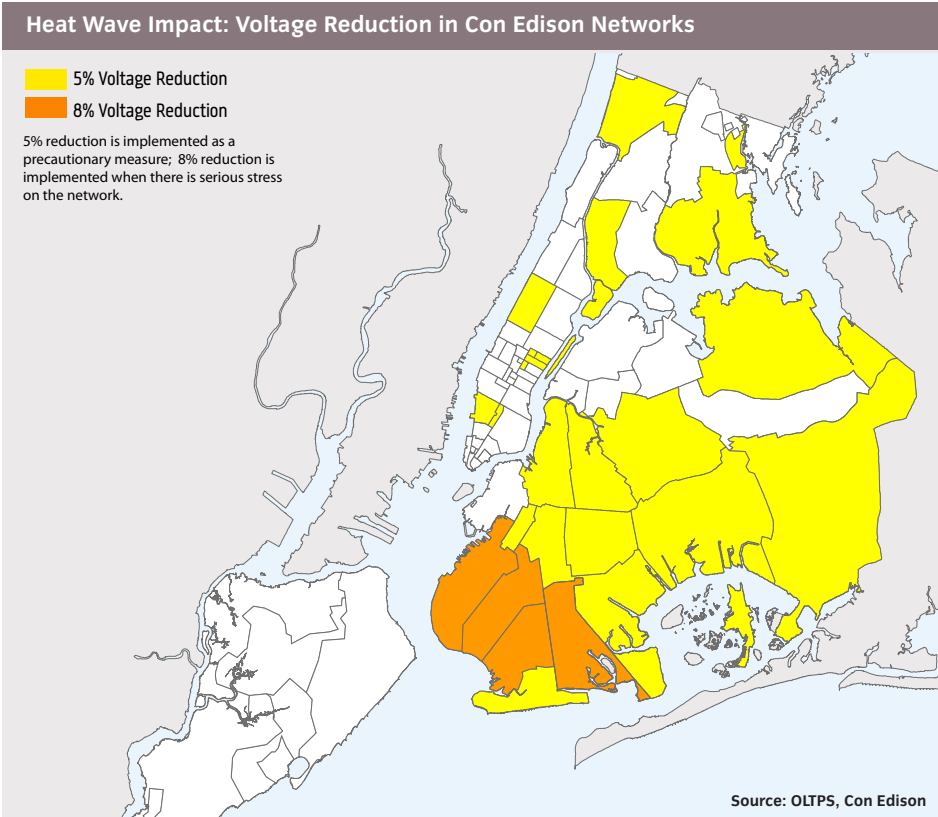 Heat Wave Impact: Voltage Reduction in Con Edison Networks
5% Voltage Reduction
8% Voltage Reduction
5% reduction is implemented as a
precautionary measure; 8% reduction is
implemented when there is serious stress
on the network.
Source: OLTPS, Con Edison